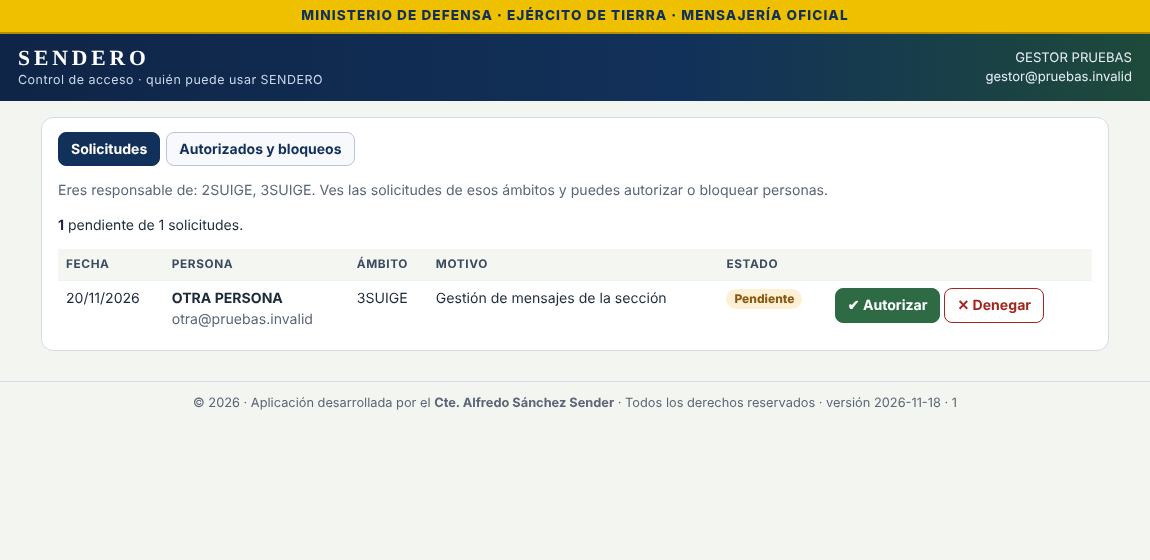 MINISTERIO DE DEFENSA · EJÉRCITO DE TIERRA · MENSAJERÍA OFICIAL
SENDERO
Control de acceso · quién puede usar SENDERO
GESTOR PRUEBAS
gestor@pruebas.invalid
Solicitudes
Autorizados y bloqueos
Eres responsable de: 2SUIGE, 3SUIGE. Ves las solicitudes de esos ámbitos y puedes autorizar o bloquear personas.
1 pendiente de 1 solicitudes.
FECHA PERSONA ÁMBITO MOTIVO ESTADO
20/11/2026 OTRA PERSONA 3SUIGE Gestión de mensajes de la sección Pendiente ✔ Autorizar ✕ Denegar
otra@pruebas.invalid
© 2026 · Aplicación desarrollada por el Cte. Alfredo Sánchez Sender · Todos los derechos reservados · versión 2026-11-18 · 1